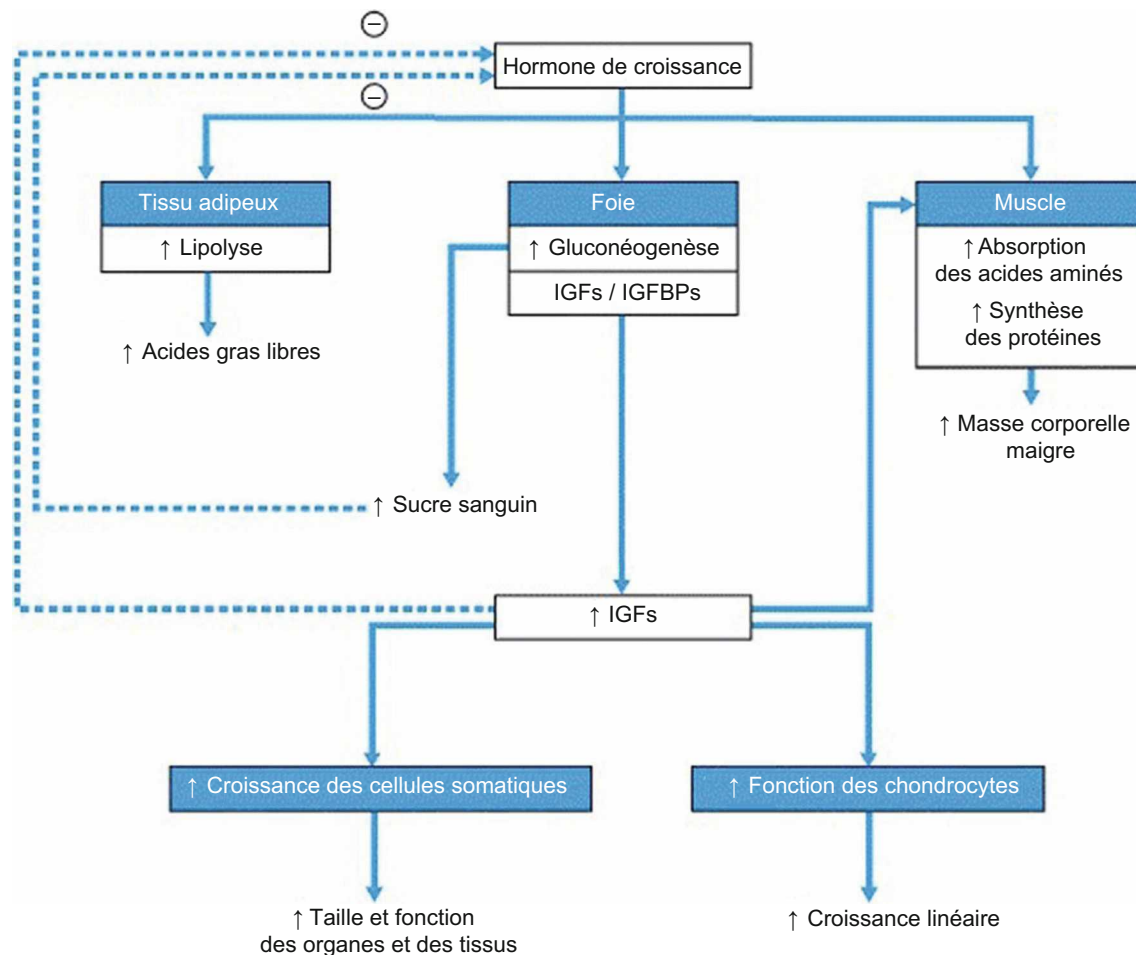 ⊖
Hormone de croissance
⊖
Tissu adipeux
↑ Lipolyse
↑ Acides gras libres
Foie
↑ Gluconéogenèse
IGFs / IGFBPs
Muscle
↑ Absorption
des acides aminés
↑ Synthèse
des protéines
↑ Masse corporelle
maigre
↑ Sucre sanguin
↑ IGFs
↑ Croissance des cellules somatiques
↑ Fonction des chondrocytes
↑ Taille et fonction
des organes et des tissus
↑ Croissance linéaire